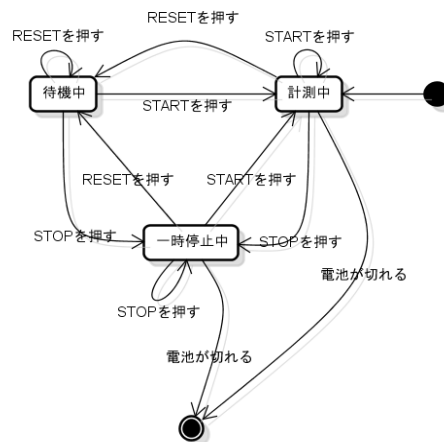 RESETを押す
RESETを押す
STARTを押す
待機中
計測中
STARTを押す
RESETを押す
STARTを押す
STOPを押す
一時停止中
STOPを押す
STOPを押す
電池が切れる
電池が切れる